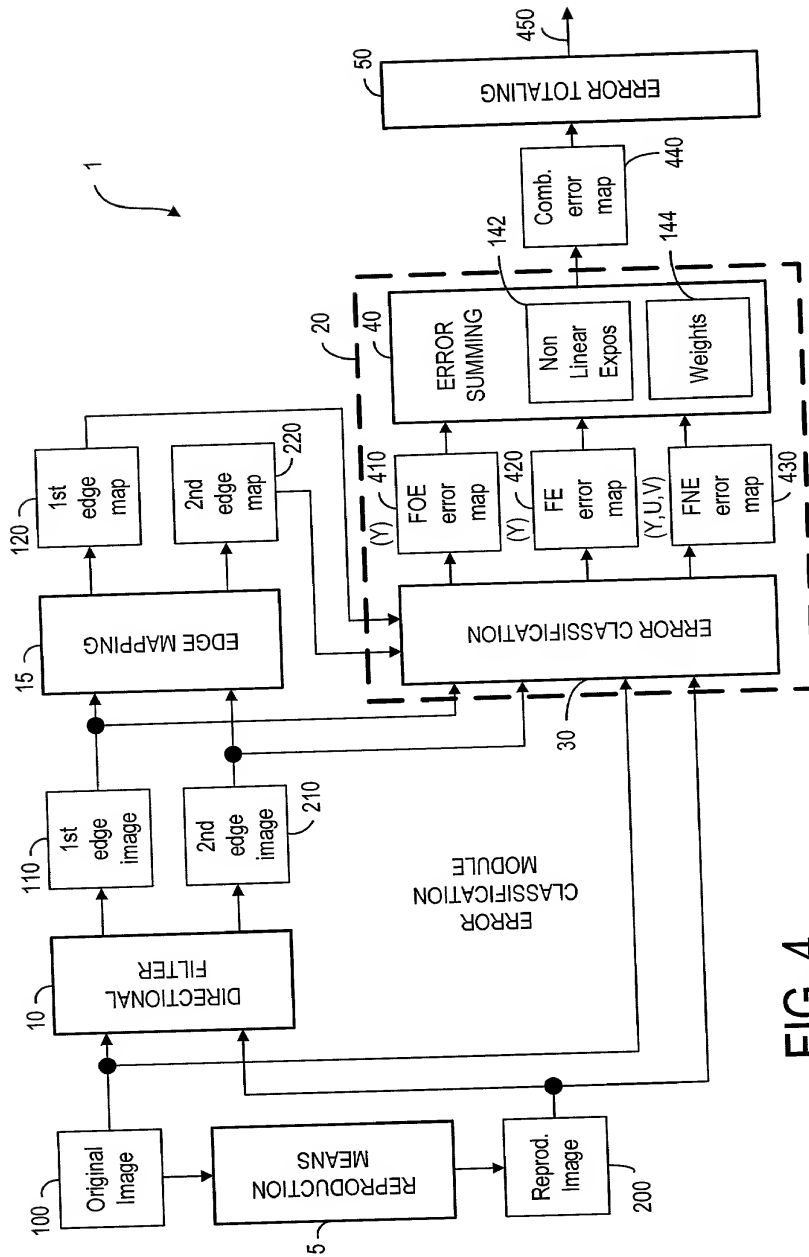 1
100
Original
Image
5
REPRODUCTION
MEANS
Reprod.
Image
200
10
DIRECTIONAL
FILTER
110
1st
edge
image
2nd
edge
image
210
15
EDGE MAPPING
120
1st
edge
map
2nd
edge
map
220
ERROR
CLASSIFICATION
MODULE
20
30
ERROR CLASSIFICATION
(Y)
410
FOE
error
map
(Y)
420
FE
error
map
(Y,U,V)
FNE
error
map
430
40
ERROR
SUMMING
142
Non
Linear
Expos
144
Weights
Comb.
error
map
440
50
ERROR TOTALING
450
FIG. 4